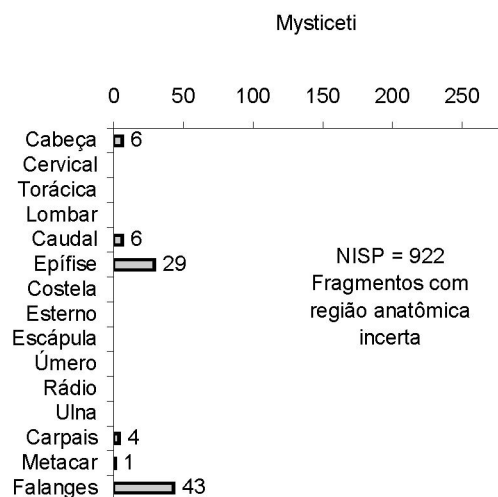 Mysticeti
0 50 100 150 200 250
Cabeça 6
Cervical
Torácica
Lombar
Caudal 6
Epífise 29
Costela
Esterno
Escápula
Úmero
Rádio
Ulna
Carpais 4
Metacar 1
Falanges 43
NISP = 922
Fragmentos com
região anatômica
incerta